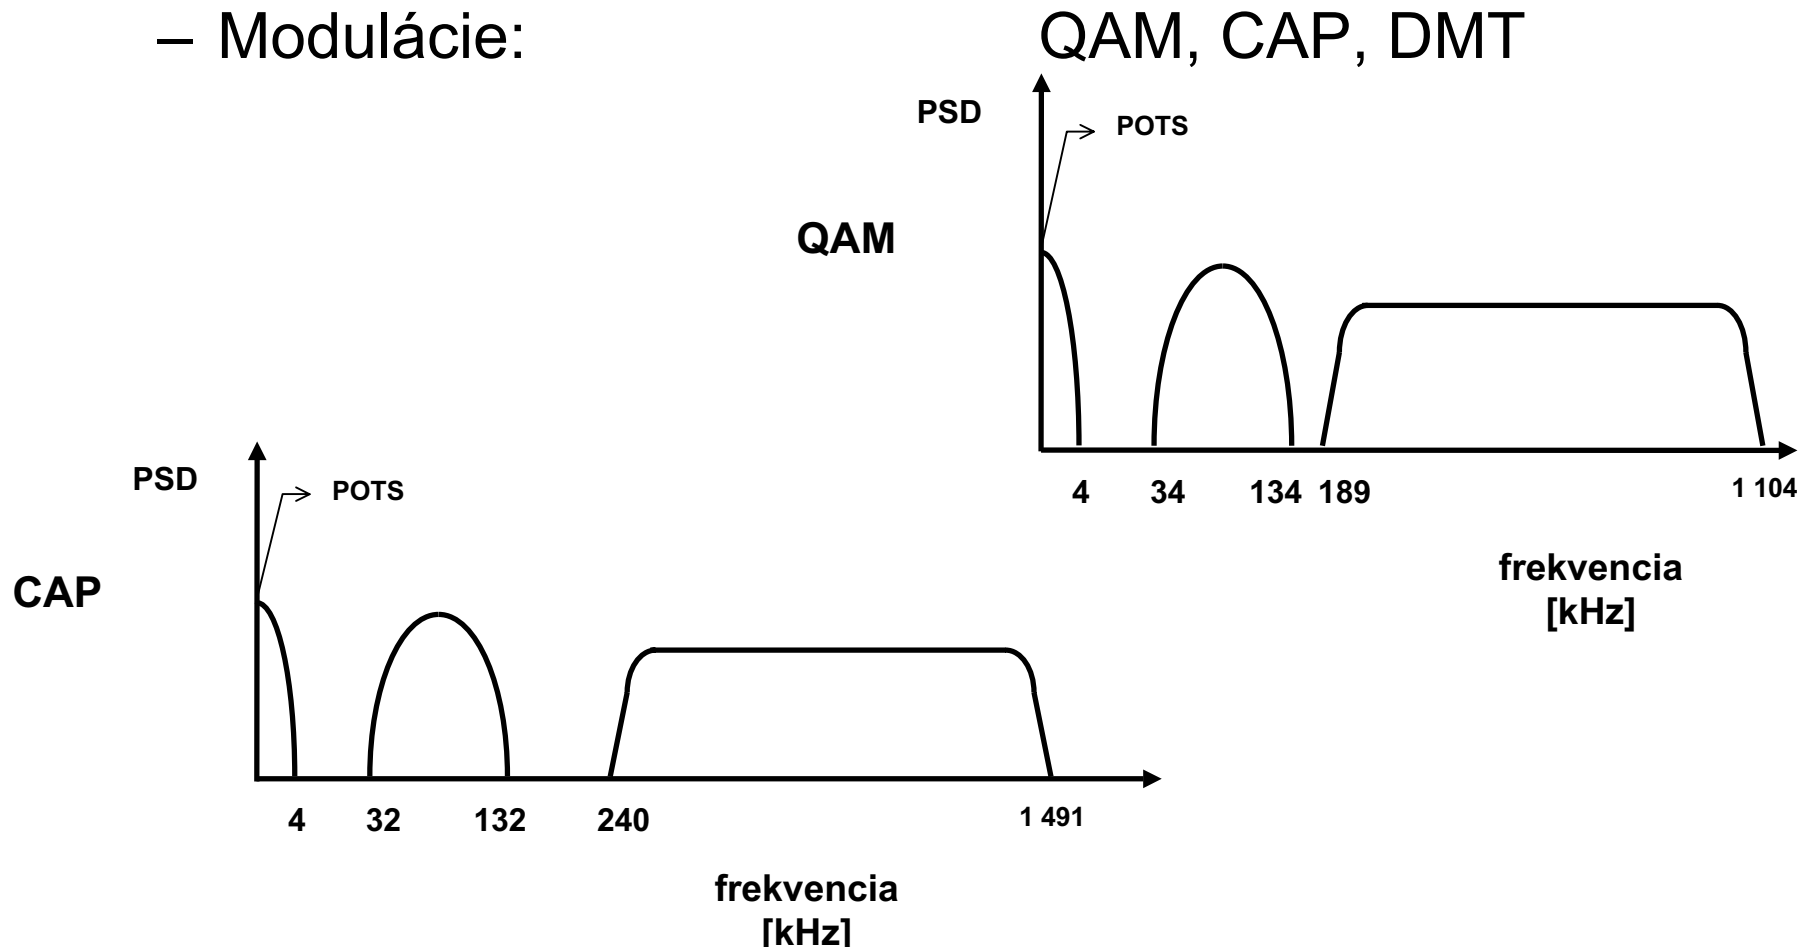 – Modulácie: QAM, CAP, DMT
PSD
POTS
QAM
4 34 134 189 1 104
frekvencia
[kHz]
PSD
POTS
CAP
4 32 132 240 1 491
frekvencia
[kHz]